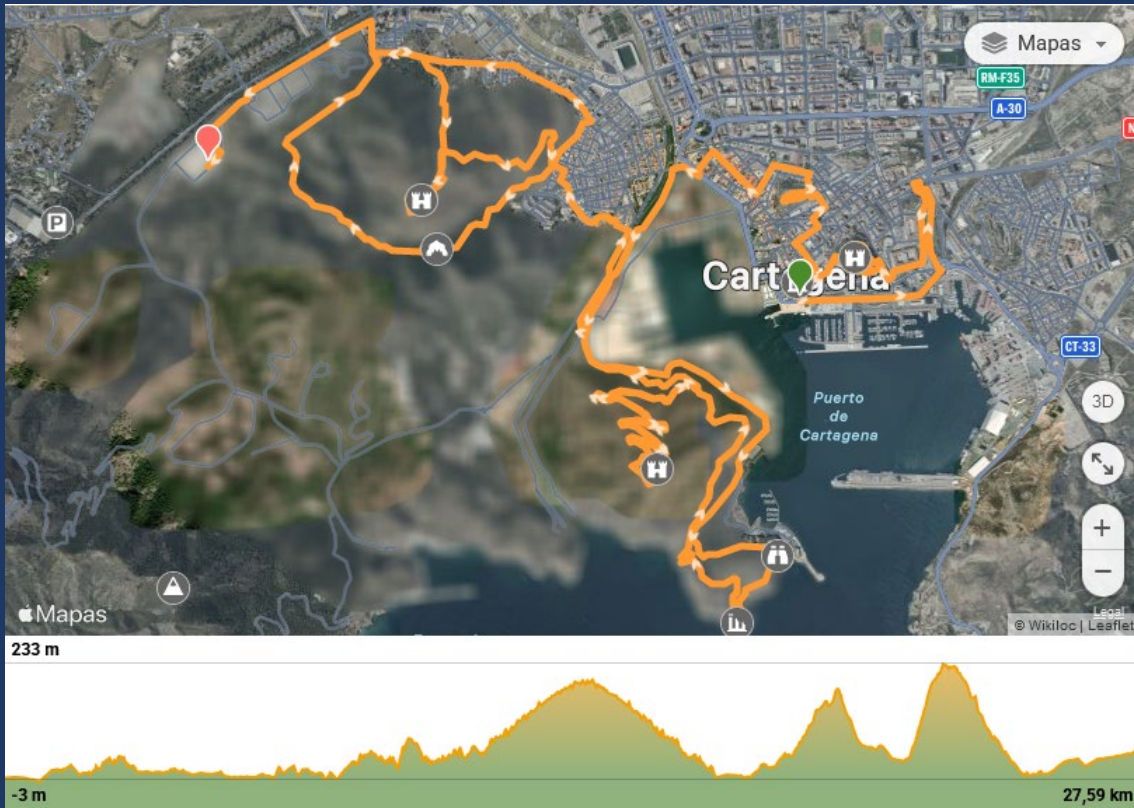 Mapas
RM-F35
A-30
N
P
Cartagena
CT-33
Puerto
de
Cartagena
3D
+
−
Mapas
Legal
© Wikiloc | Leaflet
233 m
-3 m
27,59 km